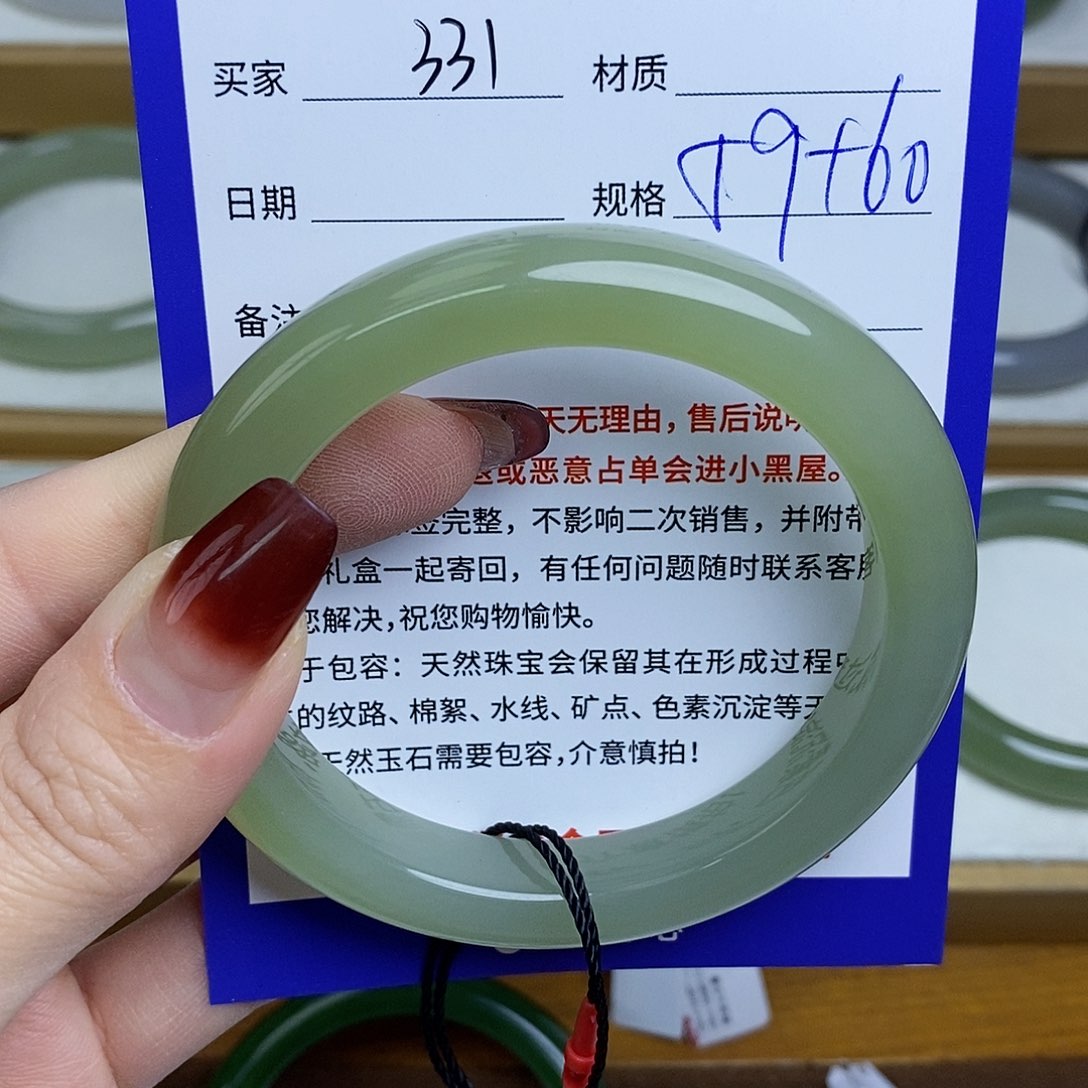 买家 331 材质
日期 规格 59+60
备注
天无理由，售后说明
或恶意占单会进小黑屋。
签完整，不影响二次销售，并附带
礼盒一起寄回，有任何问题随时联系客服
您解决，祝您购物愉快。
于包容：天然珠宝会保留其在形成过程中
的纹路、棉絮、水线、矿点、色素沉淀等天
天然玉石需要包容，介意慎拍！